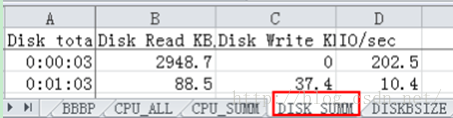 A B C D
Disk tota Disk Read KB, Disk Write KI IO/sec
0:00:03 2948.7 0 202.5
0:01:03 88.5 37.4 10.4
BBBP CPU_ALL CPU_SUMM DISK_SUMM DISKBSIZE